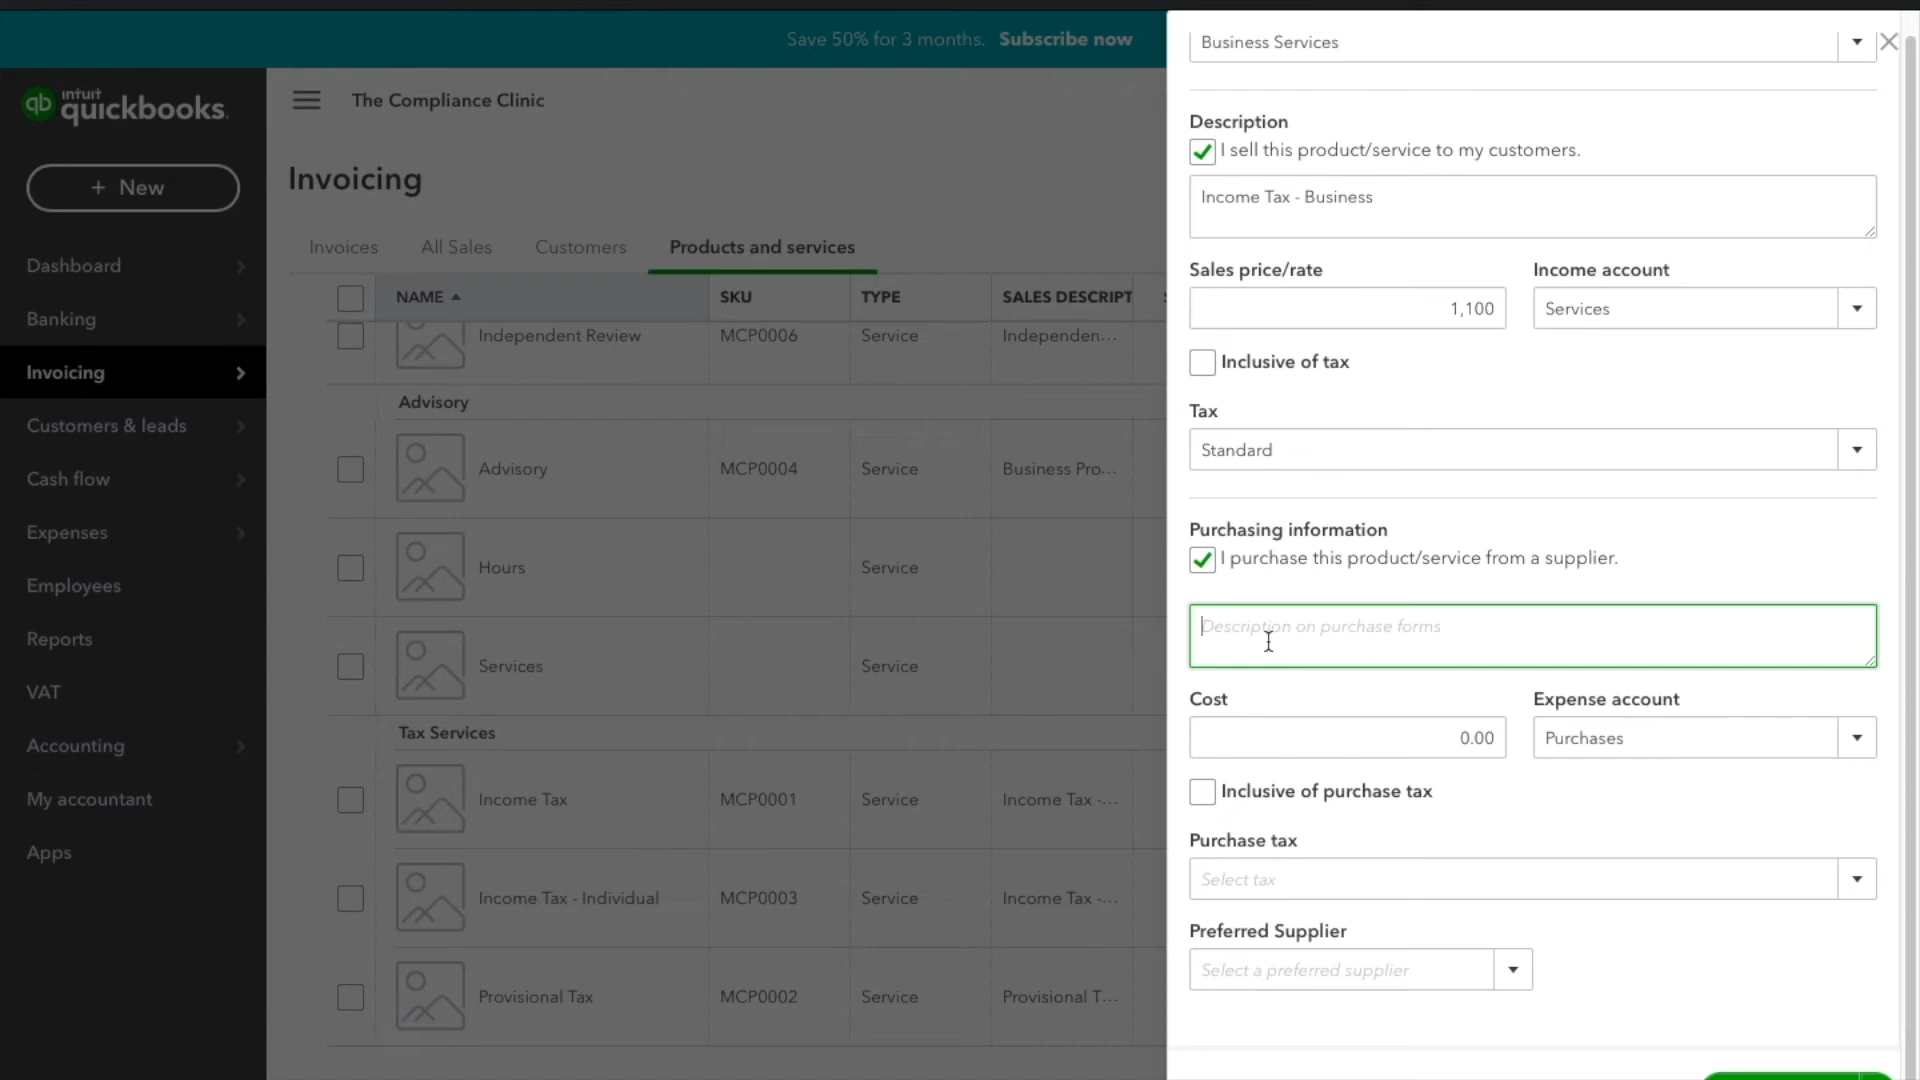 Save 50% for 3 months. Subscribe now
intuit
quickbooks.
+ New
Dashboard
Banking
Invoicing
Customers & leads
Cash flow
Expenses
Employees
Reports
VAT
Accounting
My accountant
Apps
The Compliance Clinic
Invoicing
Invoices All Sales Customers Products and services
NAME SKU TYPE SALES DESCRIPT
Independent Review MCP0006 Service Independen...
Advisory
Advisory MCP0004 Service Business Pro...
Hours Service
Services Service
Tax Services
Income Tax MCP0001 Service Income Tax -...
Income Tax - Individual MCP0003 Service Income Tax -...
Provisional Tax MCP0002 Service Provisional T...
Business Services
Description
I sell this product/service to my customers.
Income Tax - Business
Sales price/rate Income account
1,100 Services
Inclusive of tax
Tax
Standard
Purchasing information
I purchase this product/service from a supplier.
Description on purchase forms
Cost Expense account
0.00 Purchases
Inclusive of purchase tax
Purchase tax
Select tax
Preferred Supplier
Select a preferred supplier